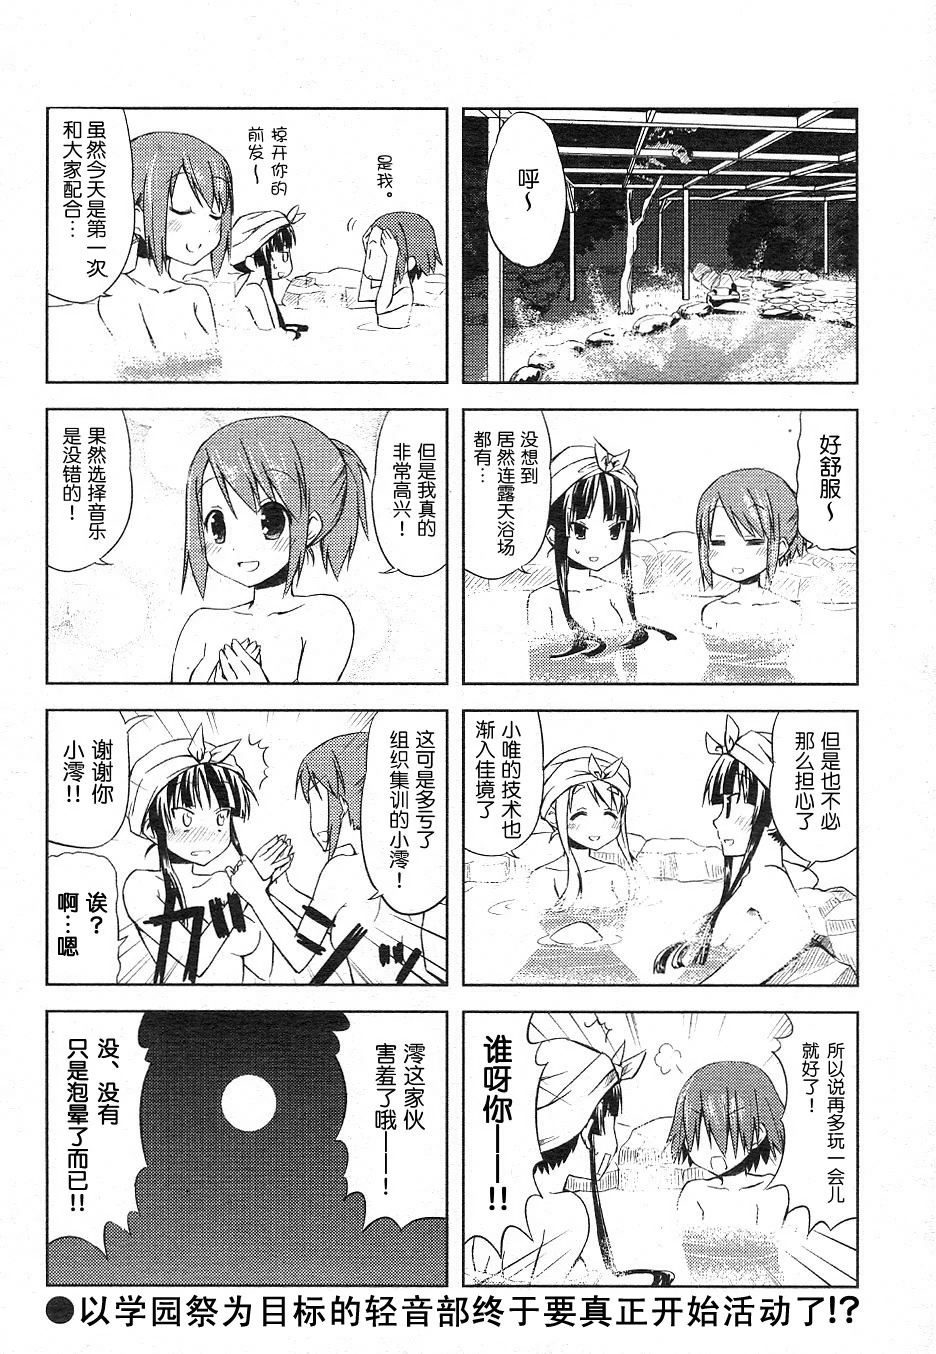 呼～
好舒服～
没想到
居然连露天浴场
都有…
但是也不必
那么担心了
小唯的技术也
渐入佳境了
所以说再多玩一会儿
就好了！
谁呀你——!!
是我。
掠开你的
前发～
虽然今天是第一次
和大家配合…
但是我真的
非常高兴！
果然选择音乐
是没错的！
这可是多亏了
组织集训的小澪！
谢谢你
小澪!!
诶？
啊…嗯
澪这家伙
害羞了哦——！
没、没有
只是泡晕了而已!!
●以学园祭为目标的轻音部终于要真正开始活动了!?